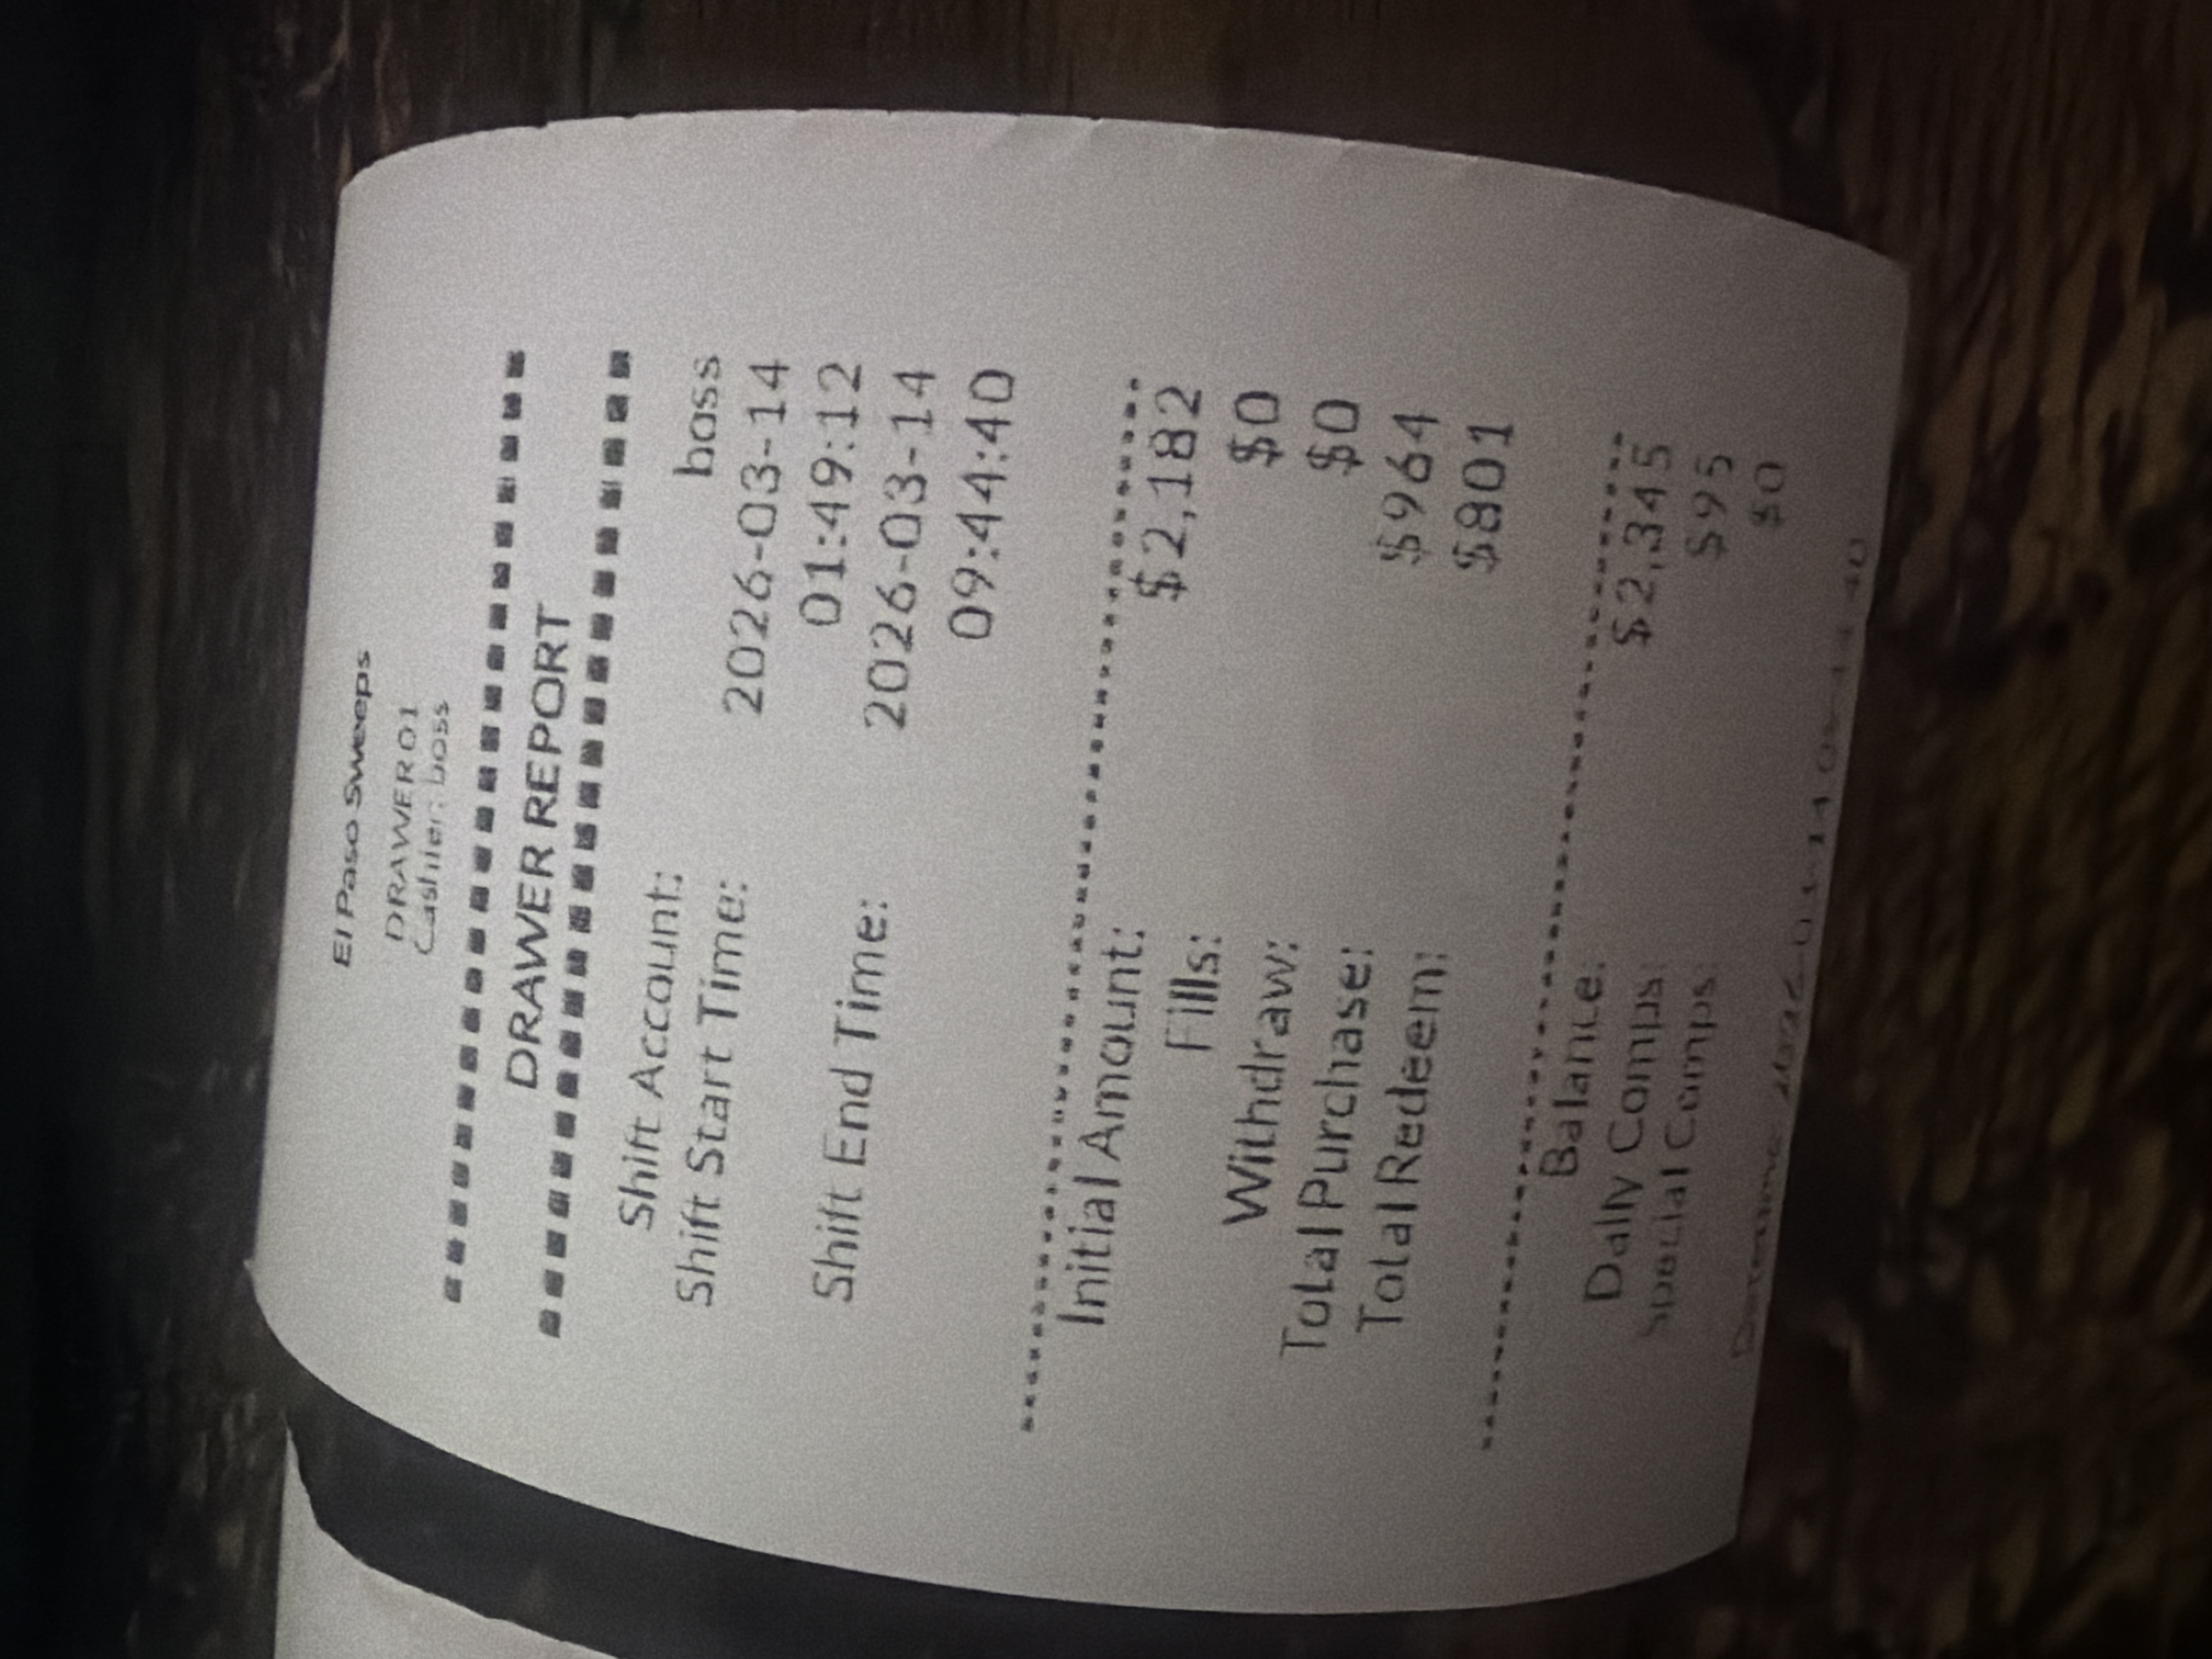 El Paso Sweeps
DRAWER01
Cashier: boss
DRAWER REPORT
Shift Account: boss
Shift Start Time: 2026-03-14
01:49:12
Shift End Time: 2026-03-14
09:44:40
Initial Amount: $2,182
Fills: $0
Withdraw: $0
Total Purchase: $964
Total Redeem: $801
Balance: $2,345
Daily Comps: $95
Special Comps: $0